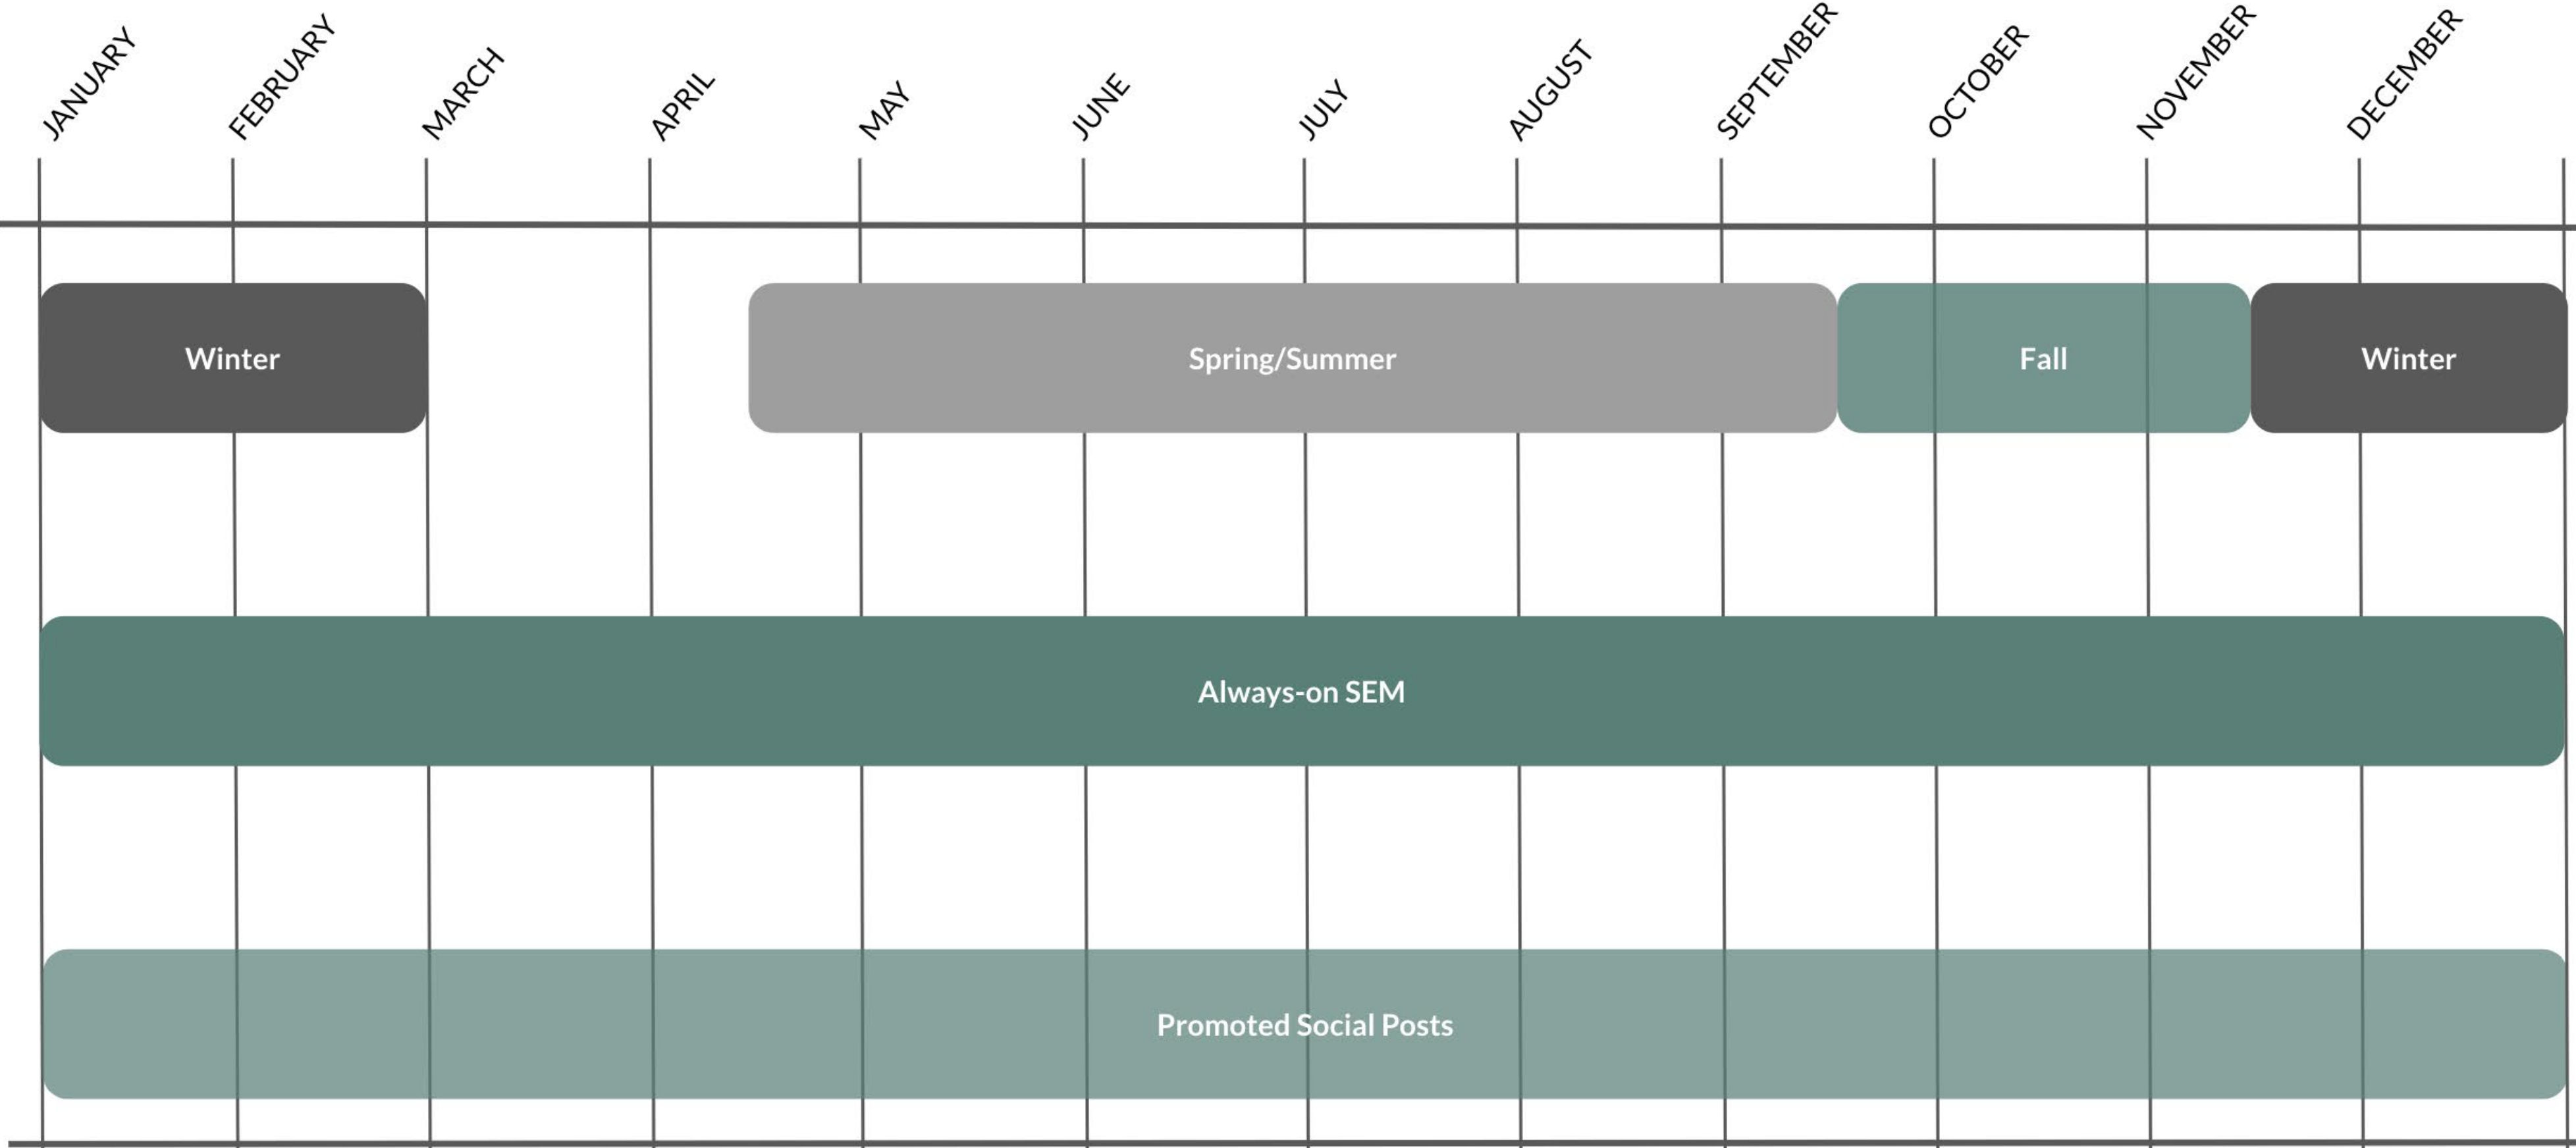 JANUARY
FEBRUARY
MARCH
APRIL
MAY
JUNE
JULY
AUGUST
SEPTEMBER
OCTOBER
NOVEMBER
DECEMBER
Winter
Spring/Summer
Fall
Winter
Always-on SEM
Promoted Social Posts